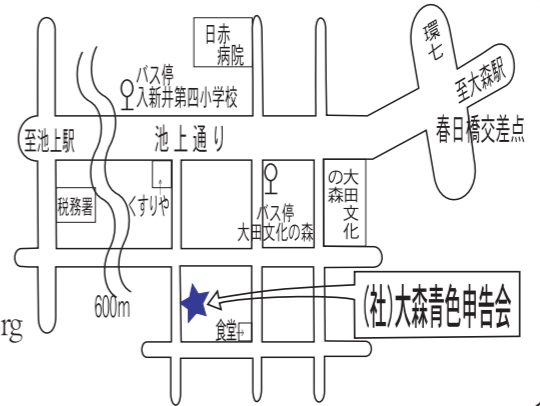 日赤
病院
環七
バス停
入新井第四小学校
至大森駅
至池上駅
池上通り
春日橋交差点
税務署
くすりや
バス停
大田文化の森
大田文化
の森
600m
(社)大森青色申告会
食堂
rg